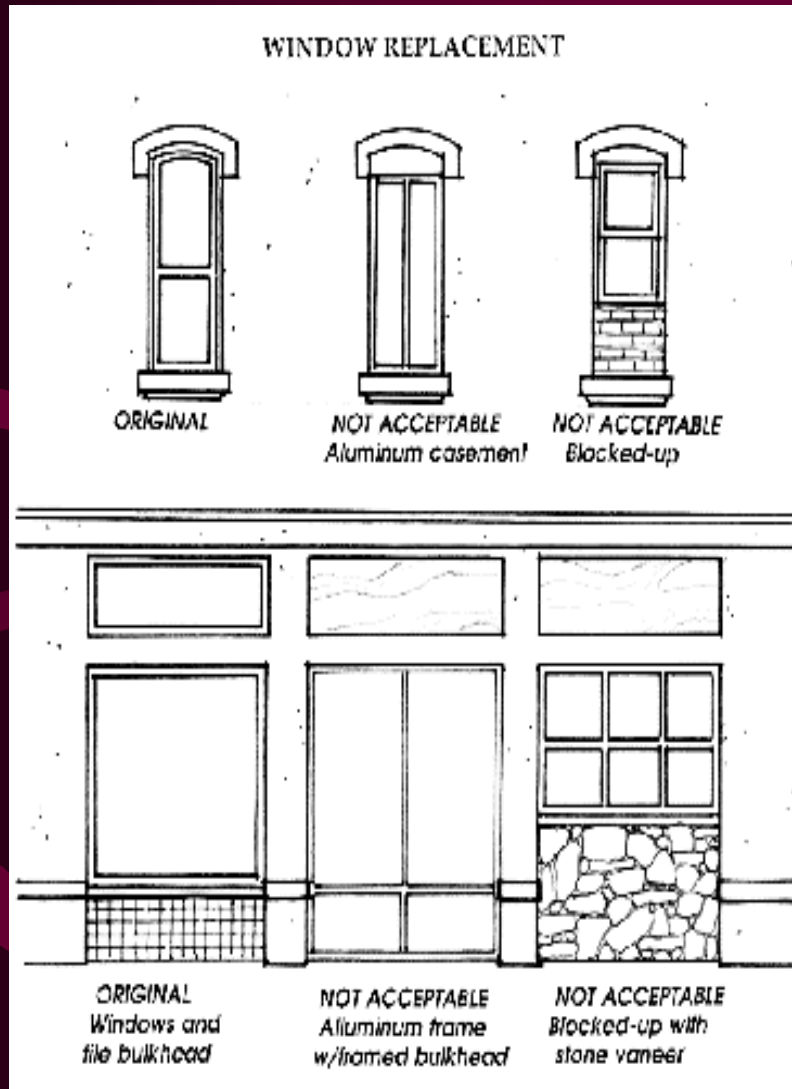 WINDOW REPLACEMENT
ORIGINAL
NOT ACCEPTABLE
Aluminum casement
NOT ACCEPTABLE
Blocked-up
ORIGINAL
Windows and
tile bulkhead
NOT ACCEPTABLE
Alluminum frame
w/framed bulkhead
NOT ACCEPTABLE
Blocked-up with
stone vaneer